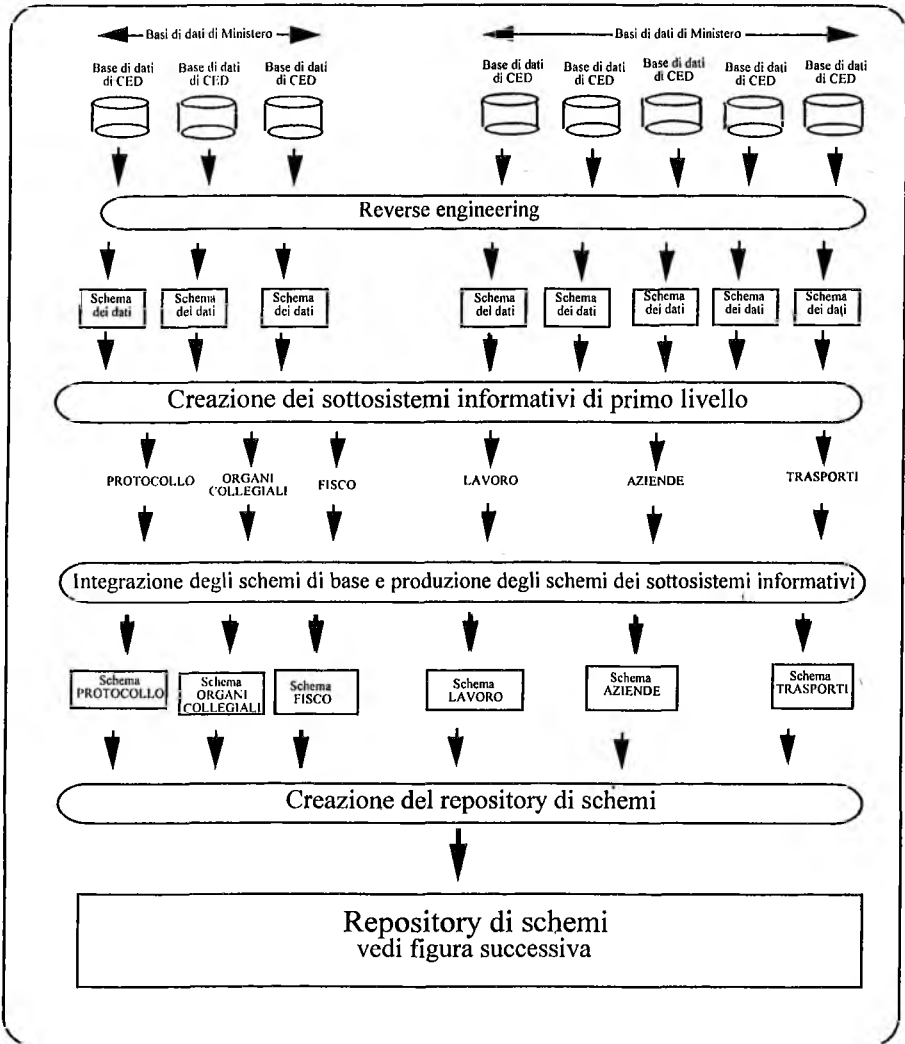 Basi di dati di Ministero
Basi di dati di Ministero
Base di dati
di CED
Base di dati
di CED
Base di dati
di CED
Base di dati
di CED
Base di dati
di CED
Base di dati
di CED
Base di dati
di CED
Base di dati
di CED
Reverse engineering
Schema
dei dati
Schema
dei dati
Schema
dei dati
Schema
dei dati
Schema
dei dati
Schema
dei dati
Schema
dei dati
Schema
dei dati
Creazione dei sottosistemi informativi di primo livello
PROTOCOLLO
ORGANI
COLLEGIALI
FISCO
LAVORO
AZIENDE
TRASPORTI
Integrazione degli schemi di base e produzione degli schemi dei sottosistemi informativi
Schema
PROTOCOLLO
Schema
ORGANI
COLLEGIALI
Schema
FISCO
Schema
LAVORO
Schema
AZIENDE
Schema
TRASPORTI
Creazione del repository di schemi
Repository di schemi
vedi figura successiva